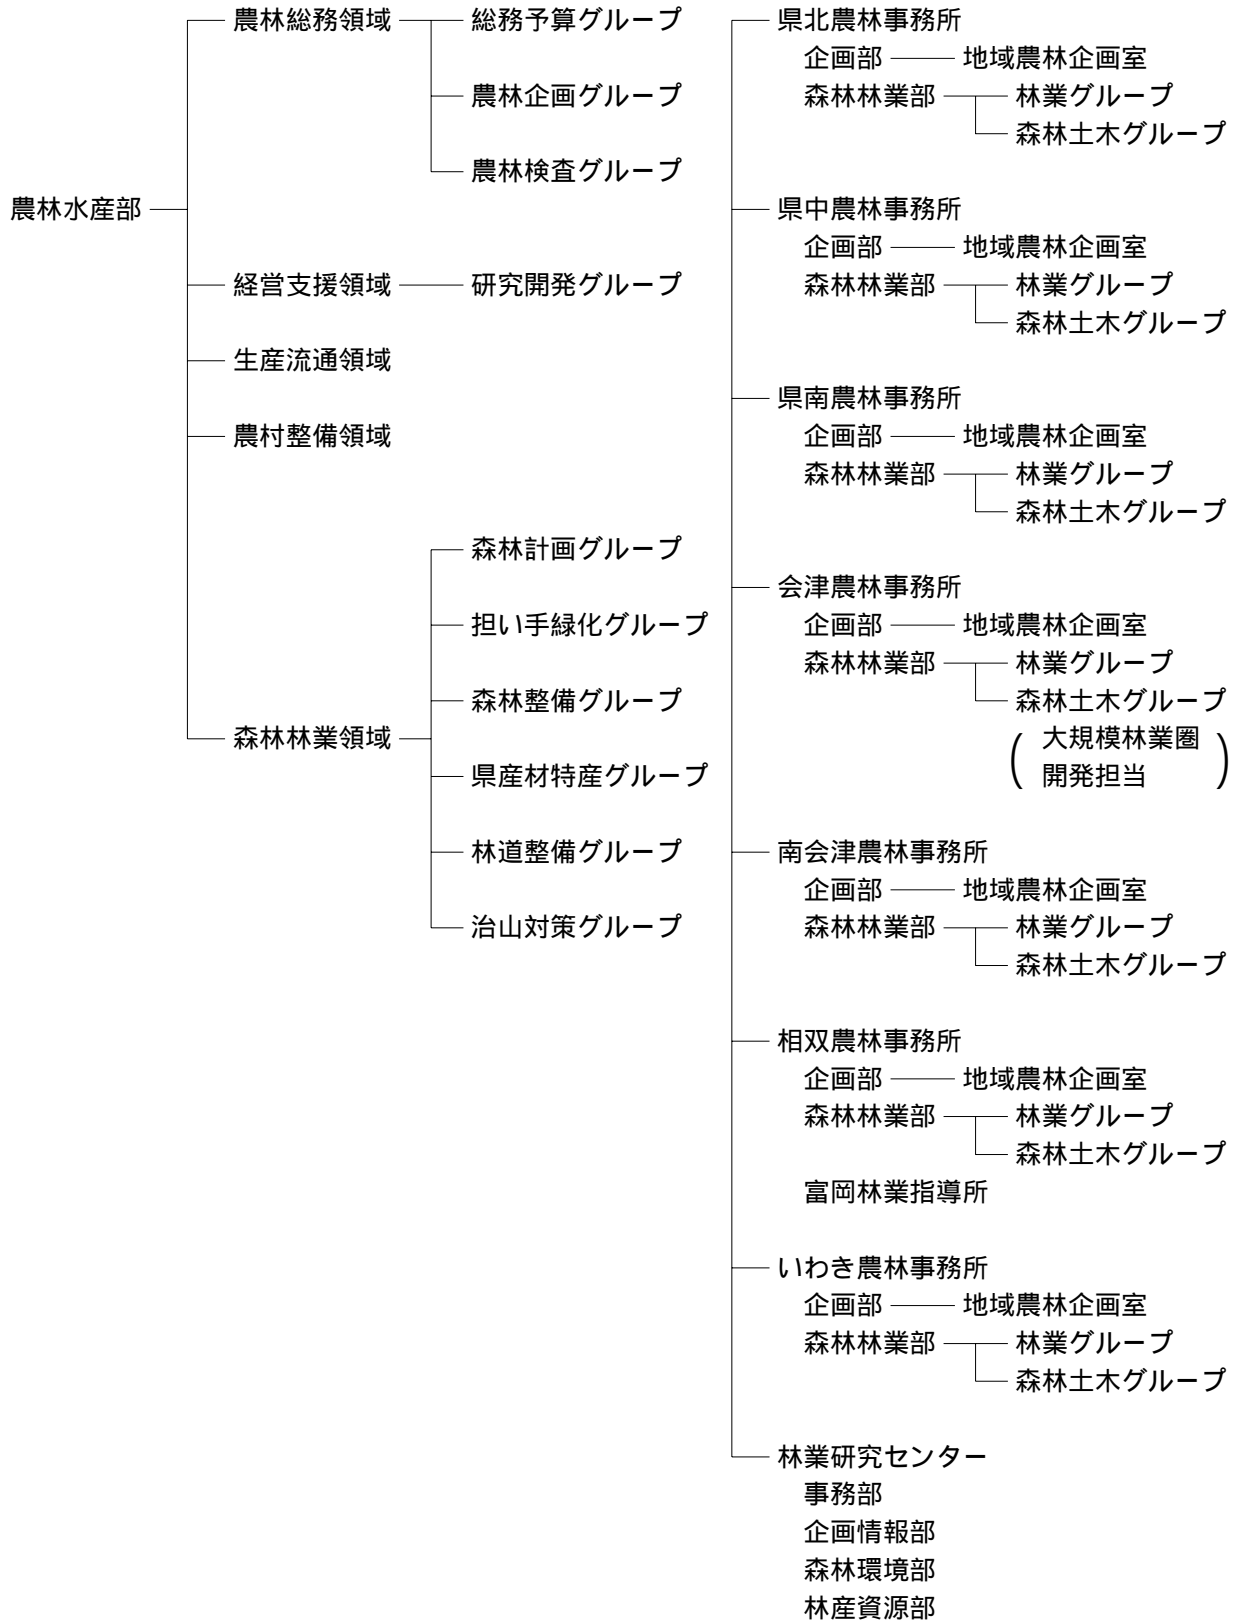 農林水産部
農林総務領域
総務予算グループ
農林企画グループ
農林検査グループ
経営支援領域
研究開発グループ
生産流通領域
農村整備領域
森林林業領域
森林計画グループ
担い手緑化グループ
森林整備グループ
県産材特産グループ
林道整備グループ
治山対策グループ
県北農林事務所
企画部 地域農林企画室
森林林業部 林業グループ
森林土木グループ
県中農林事務所
企画部 地域農林企画室
森林林業部 林業グループ
森林土木グループ
県南農林事務所
企画部 地域農林企画室
森林林業部 林業グループ
森林土木グループ
会津農林事務所
企画部 地域農林企画室
森林林業部 林業グループ
森林土木グループ
(大規模林業圏
開発担当)
南会津農林事務所
企画部 地域農林企画室
森林林業部 林業グループ
森林土木グループ
相双農林事務所
企画部 地域農林企画室
森林林業部 林業グループ
森林土木グループ
富岡林業指導所
いわき農林事務所
企画部 地域農林企画室
森林林業部 林業グループ
森林土木グループ
林業研究センター
事務部
企画情報部
森林環境部
林産資源部